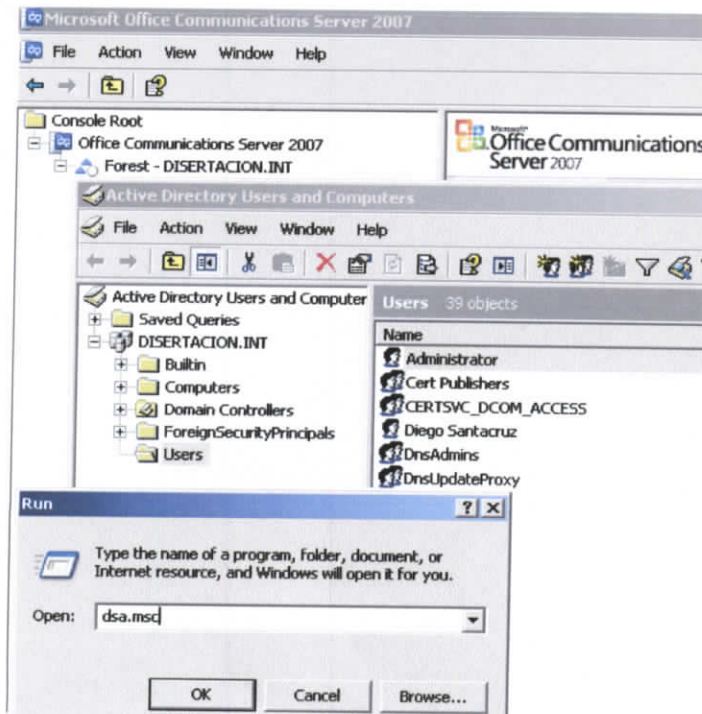 Microsoft Office Communications Server 2007
File Action View Window Help
Console Root
Office Communications Server 2007
Forest - DISERTACION.INT
Microsoft
Office Communications
Server 2007
Active Directory Users and Computers
File Action View Window Help
Active Directory Users and Computer
Saved Queries
DISERTACION.INT
Builtin
Computers
Domain Controllers
ForeignSecurityPrincipals
Users
Users 39 objects
Name
Administrator
Cert Publishers
CERTSVC_DCOM_ACCESS
Diego Santacruz
DnsAdmins
DnsUpdateProxy
Run
Type the name of a program, folder, document, or
Internet resource, and Windows will open it for you.
Open: dsa.msc
OK Cancel Browse...